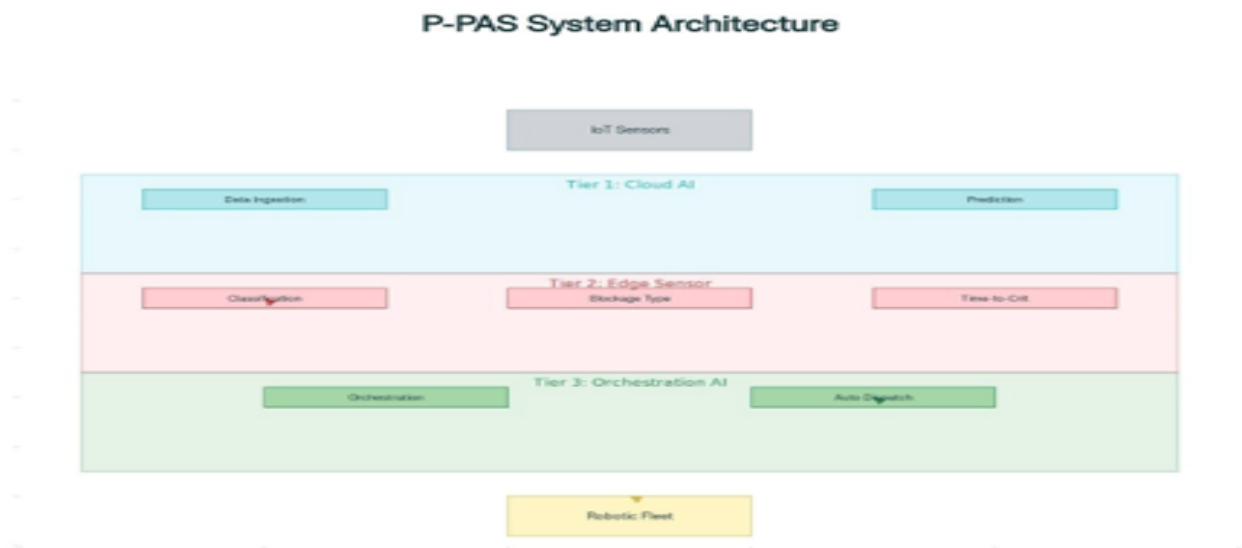 P-PAS System Architecture
IoT Sensors
Tier 1: Cloud AI
Data Ingestion
Prediction
Tier 2: Edge Sensor
Classification
Blockage Type
Time-to-Crit
Tier 3: Orchestration AI
Orchestration
Auto Dispatch
Robotic Fleet